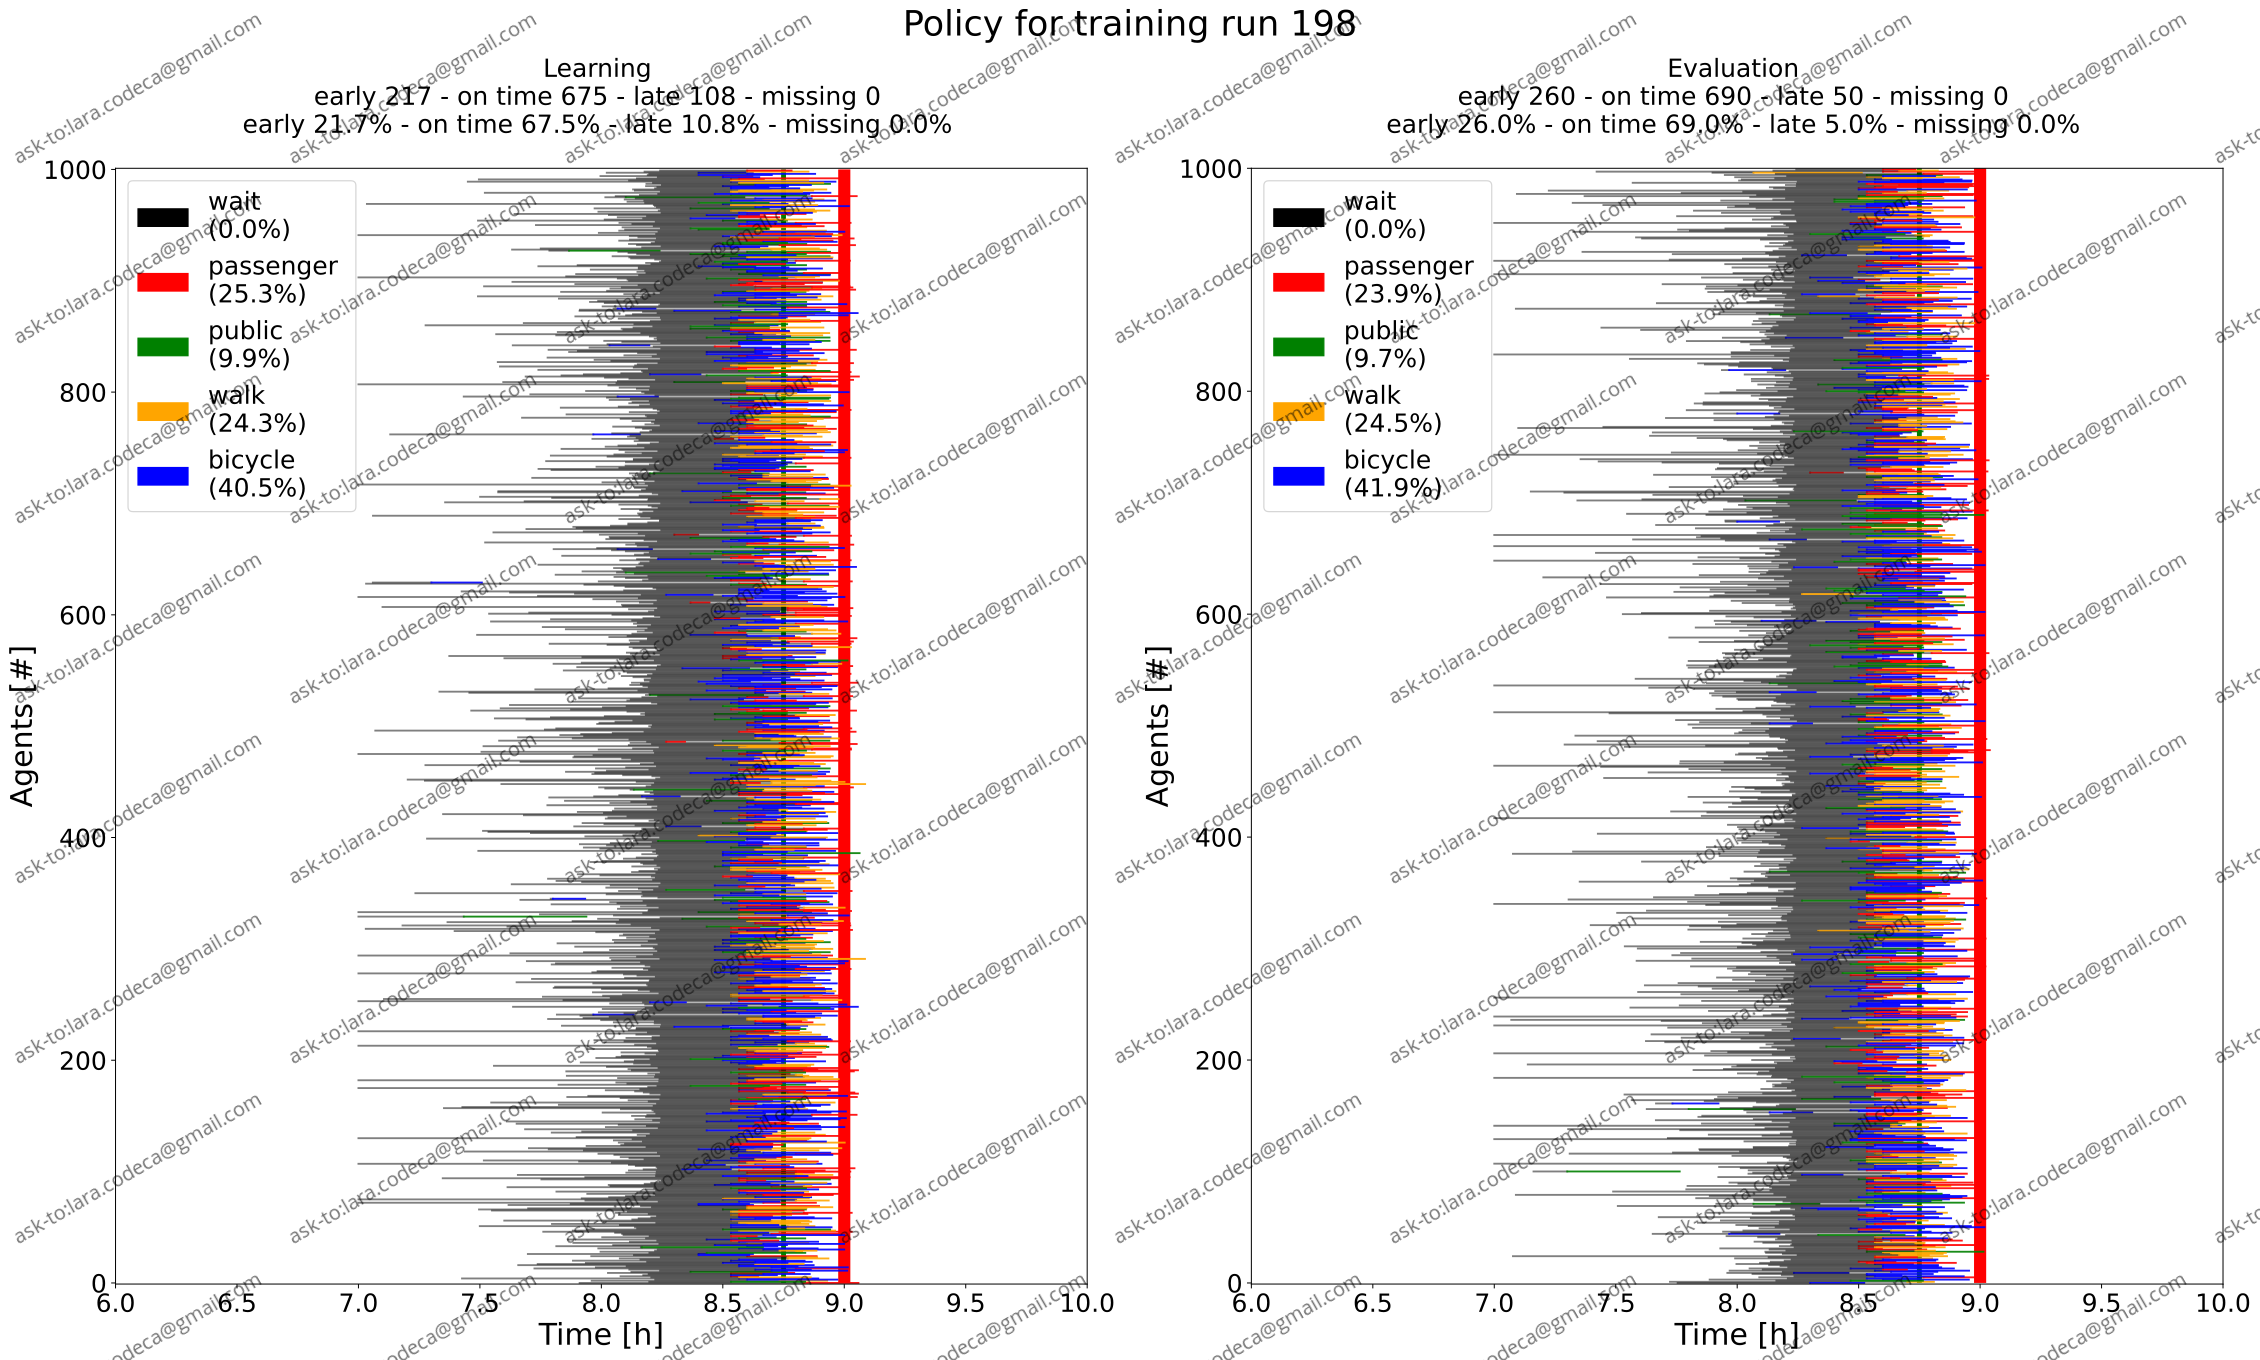 Policy for training run 198
Learning
early 217 - on time 675 - late 108 - missing 0
early 21.7% - on time 67.5% - late 10.8% - missing 0.0%
1000
800
600
400
200
0
Agents [#]
wait
(0.0%)
passenger
(25.3%)
public
(9.9%)
walk
(24.3%)
bicycle
(40.5%)
6.0 6.5 7.0 7.5 8.0 8.5 9.0 9.5 10.0
Time [h]
Evaluation
early 260 - on time 690 - late 50 - missing 0
early 26.0% - on time 69.0% - late 5.0% - missing 0.0%
1000
800
600
400
200
0
Agents [#]
wait
(0.0%)
passenger
(23.9%)
public
(9.7%)
walk
(24.5%)
bicycle
(41.9%)
6.0 6.5 7.0 7.5 8.0 8.5 9.0 9.5 10.0
Time [h]
ask-to:lara.codeca@gmail.com